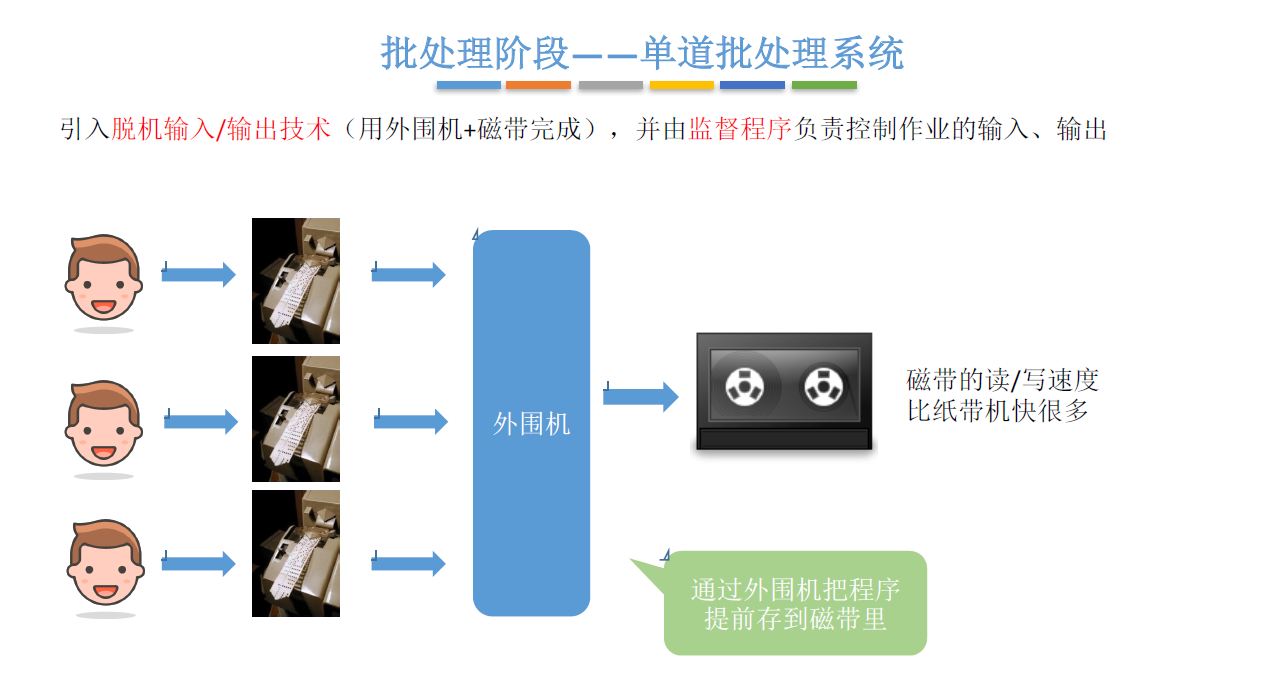 批处理阶段——单道批处理系统
引入脱机输入/输出技术（用外围机+磁带完成），并由监督程序负责控制作业的输入、输出
外围机
磁带的读/写速度
比纸带机快很多
通过外围机把程序
提前存到磁带里